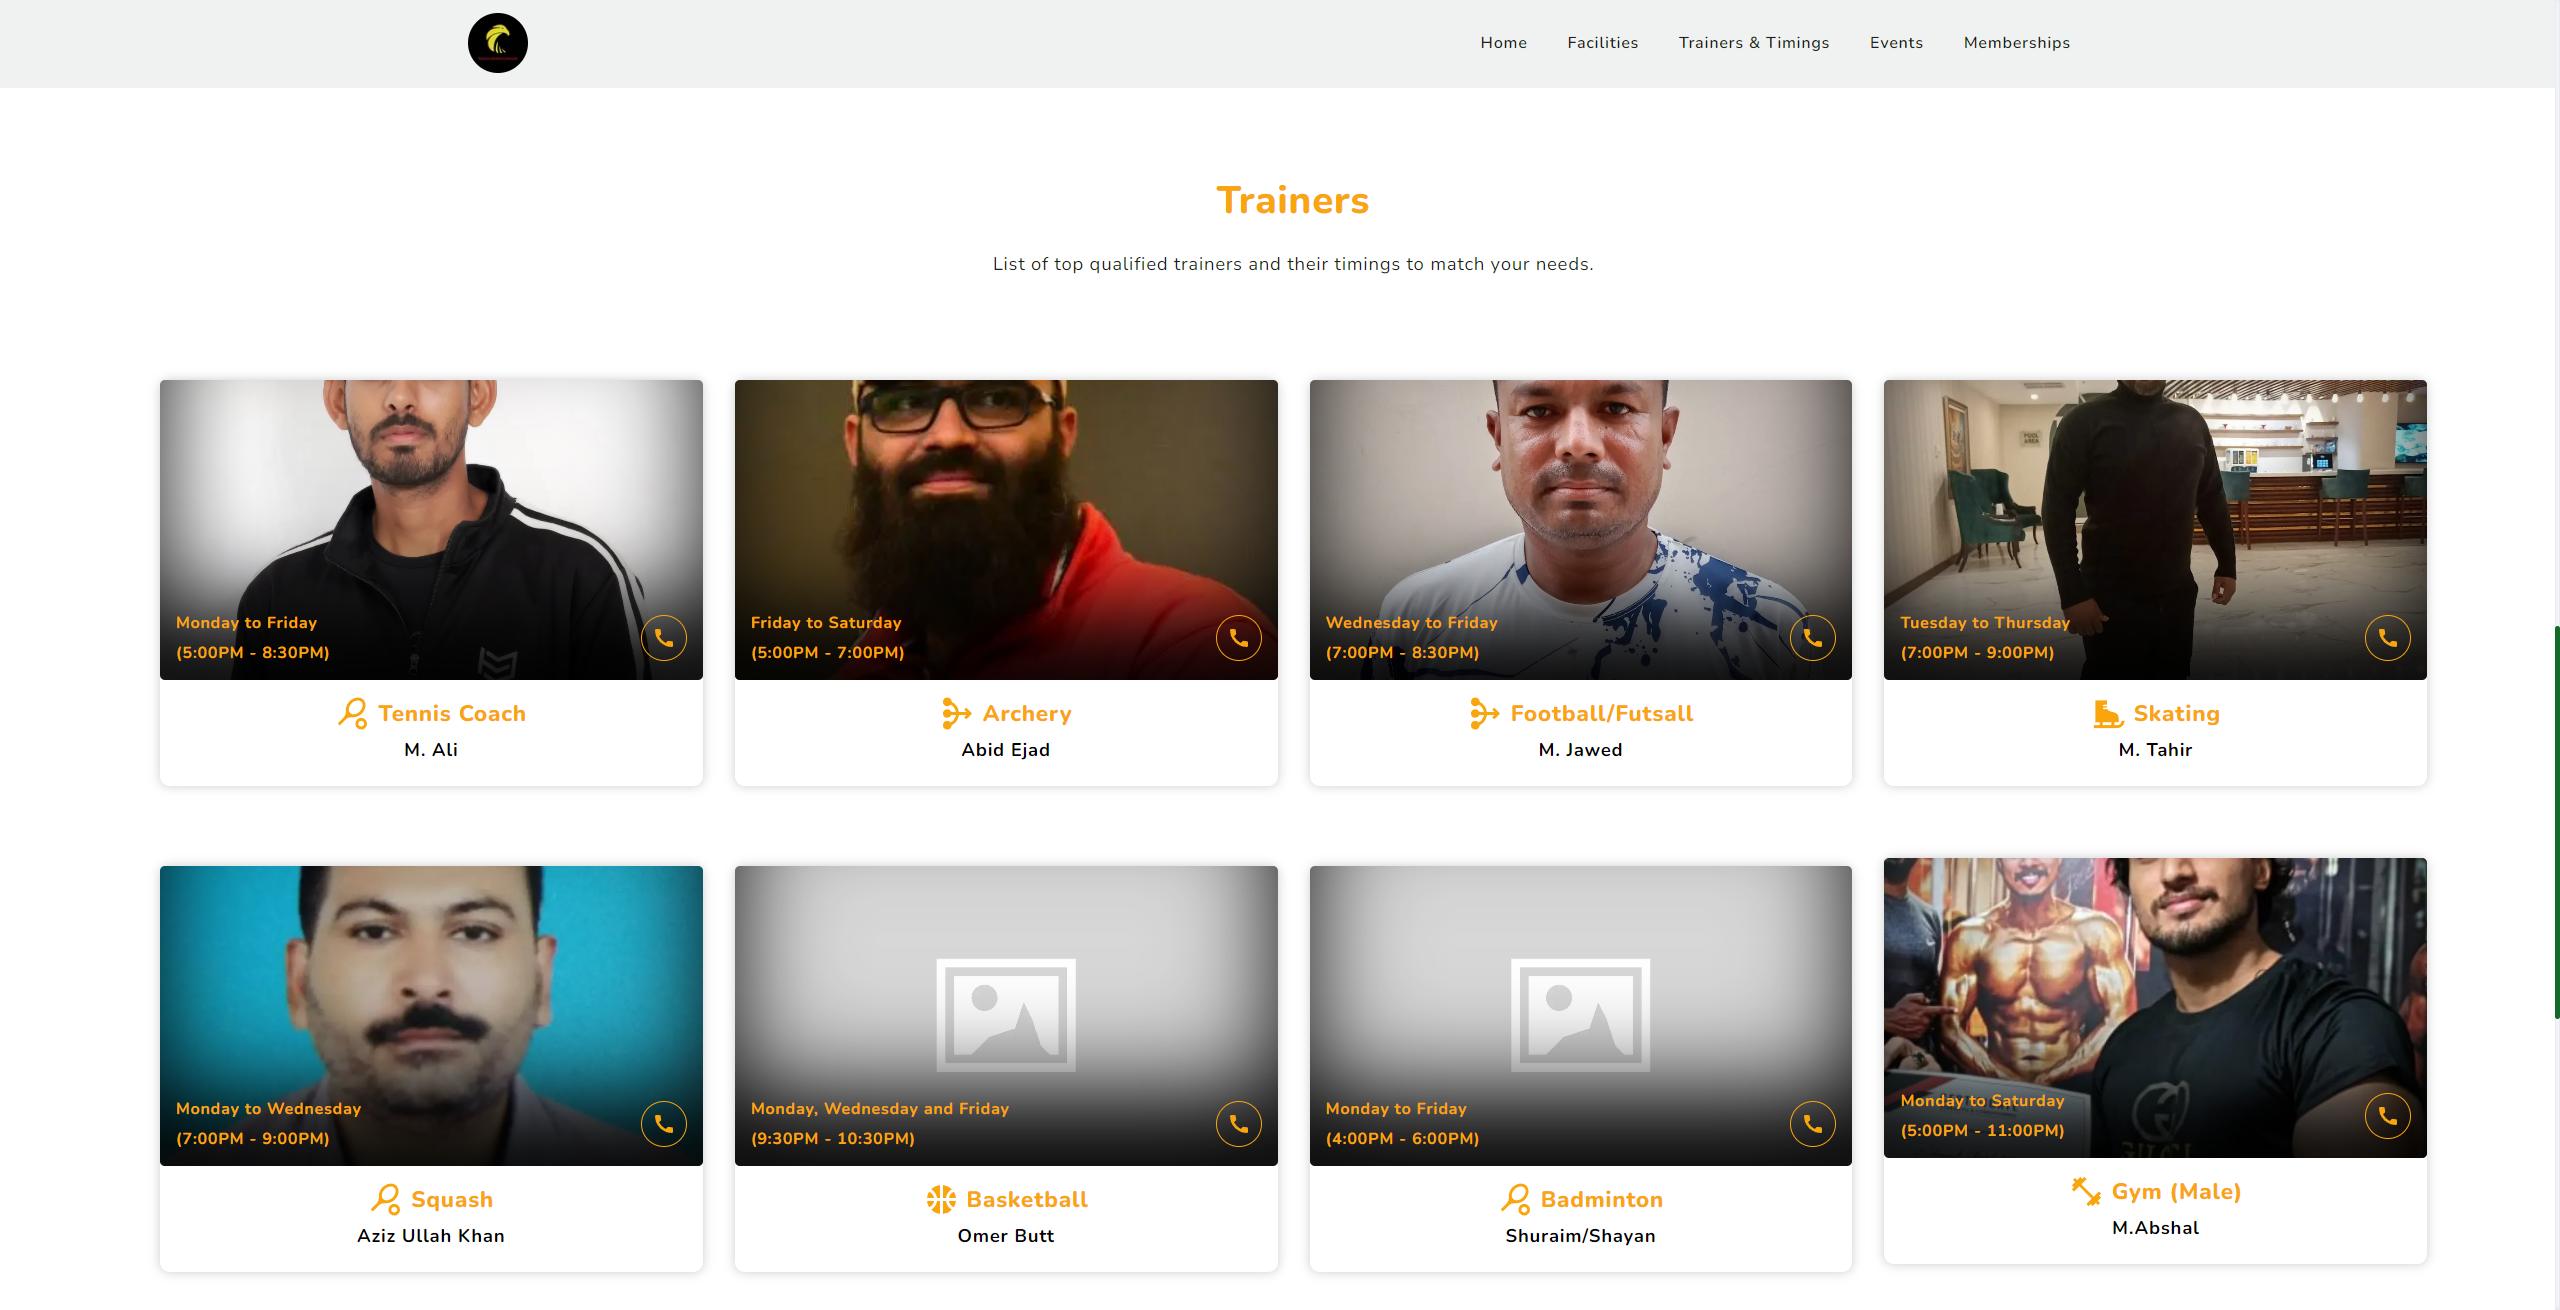 Home Facilities Trainers & Timings Events Memberships
Trainers
List of top qualified trainers and their timings to match your needs.
Monday to Friday
(5:00PM - 8:30PM)
Tennis Coach
M. Ali
Friday to Saturday
(5:00PM - 7:00PM)
Archery
Abid Ejad
Wednesday to Friday
(7:00PM - 8:30PM)
Football/Futsall
M. Jawed
POOL
AREA
Tuesday to Thursday
(7:00PM - 9:00PM)
Skating
M. Tahir
Monday to Wednesday
(7:00PM - 9:00PM)
Squash
Aziz Ullah Khan
Monday, Wednesday and Friday
(9:30PM - 10:30PM)
Basketball
Omer Butt
Monday to Friday
(4:00PM - 6:00PM)
Badminton
Shuraim/Shayan
Monday to Saturday
(5:00PM - 11:00PM)
Gym (Male)
M.Abshal